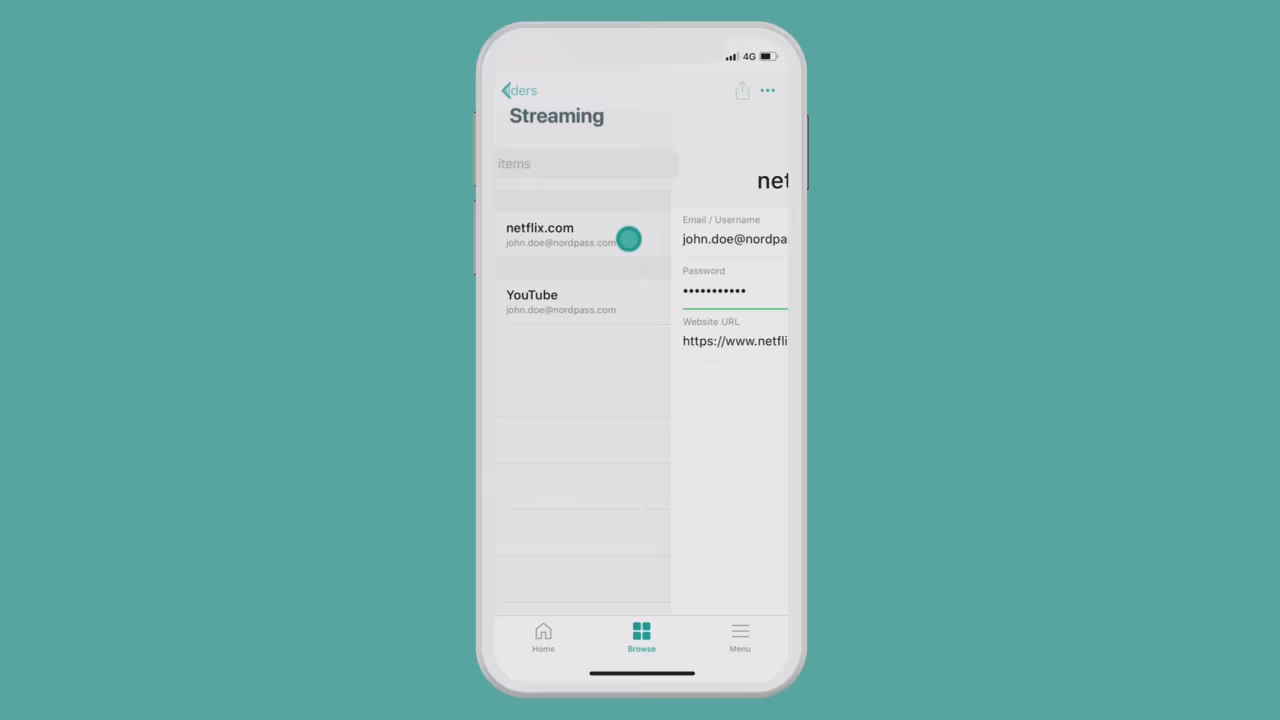 4G
lders
Streaming
items
net
netflix.com
john.doe@nordpass.com
YouTube
john.doe@nordpass.com
Email / Username
john.doe@nordpa
Password
•••••••••••
Website URL
https://www.netfli
Home
Browse
Menu